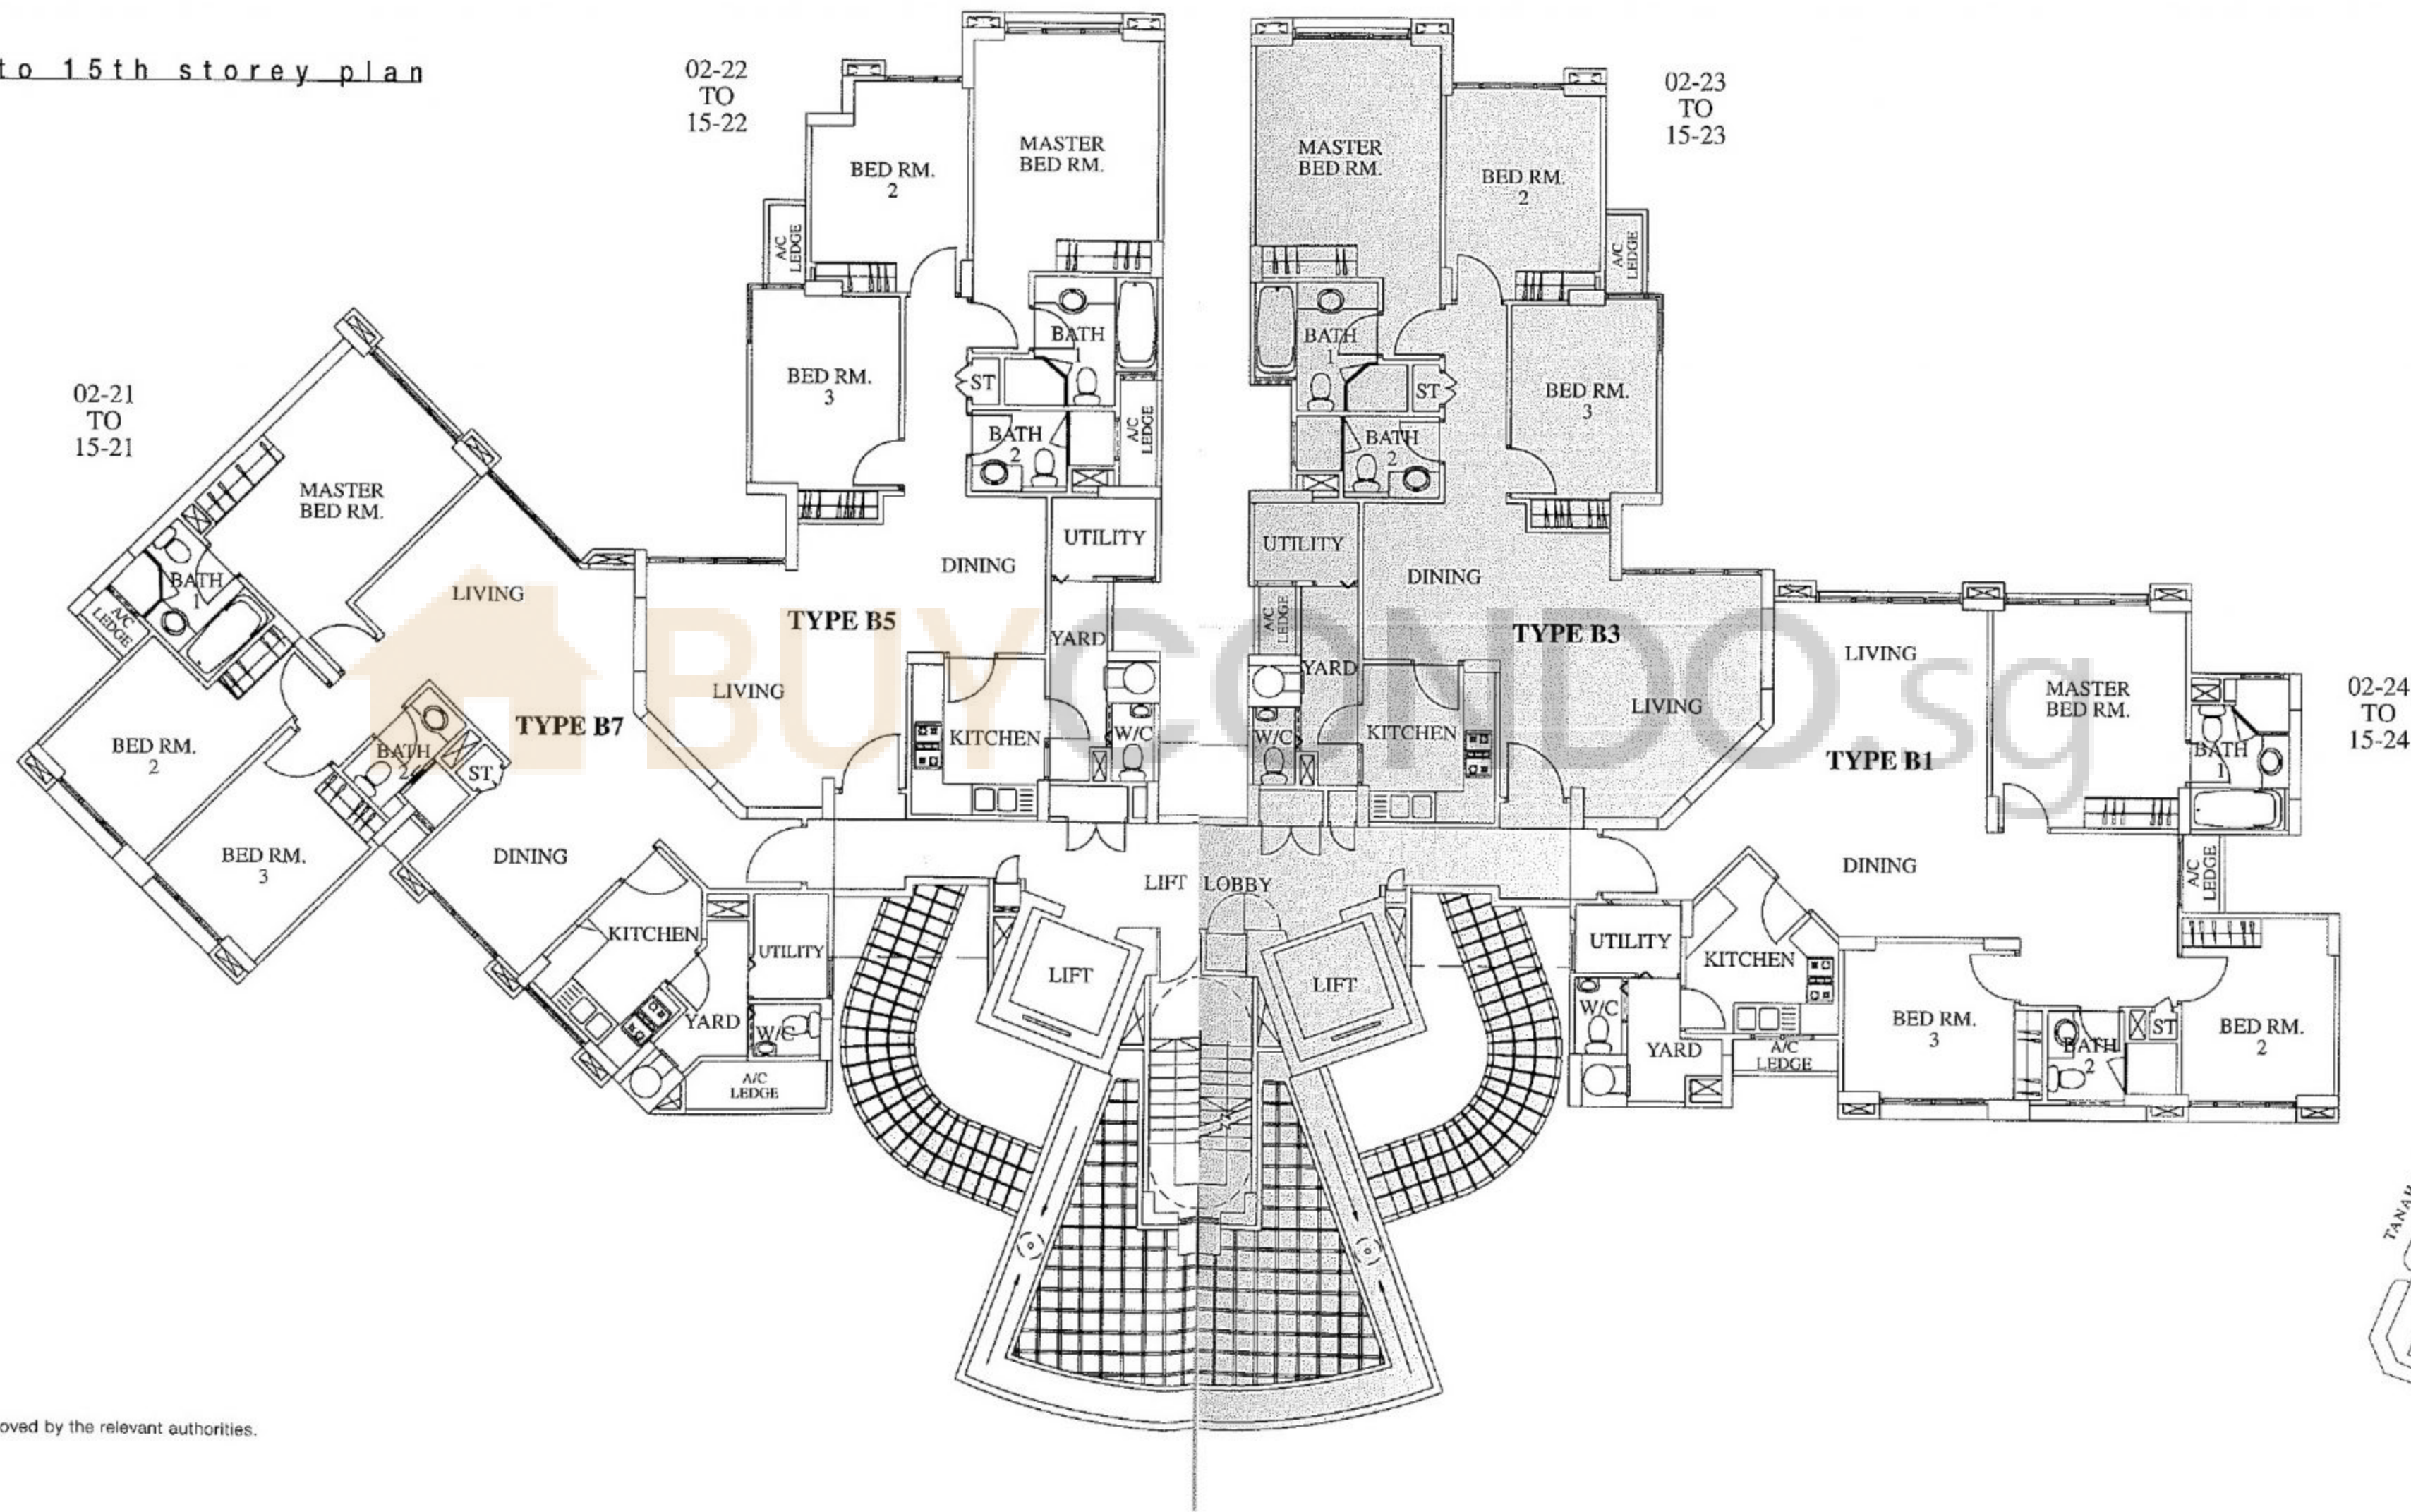 to 15th storey plan
02-22
TO
15-22
02-23
TO
15-23
02-21
TO
15-21
02-24
TO
15-24
MASTER
BED RM.
BATH
1
A/C
LEDGE
BED RM.
2
BED RM.
3
BATH
2
ST
LIVING
TYPE B7
DINING
KITCHEN
UTILITY
YARD
W/C
A/C
LEDGE
BED RM.
2
MASTER
BED RM.
A/C
LEDGE
BED RM.
3
BATH
1
ST
BATH
2
A/C
LEDGE
UTILITY
DINING
TYPE B5
YARD
LIVING
KITCHEN
W/C
MASTER
BED RM.
BED RM.
2
A/C
LEDGE
BATH
1
ST
BED RM.
3
BATH
2
UTILITY
DINING
A/C
LEDGE
TYPE B3
YARD
LIVING
KITCHEN
W/C
LIVING
MASTER
BED RM.
TYPE B1
BATH
1
DINING
A/C
LEDGE
UTILITY
KITCHEN
W/C
YARD
A/C
LEDGE
BED RM.
3
BATH
2
ST
BED RM.
2
LIFT LOBBY
LIFT
LIFT
BUYCONDO.sg
oved by the relevant authorities.